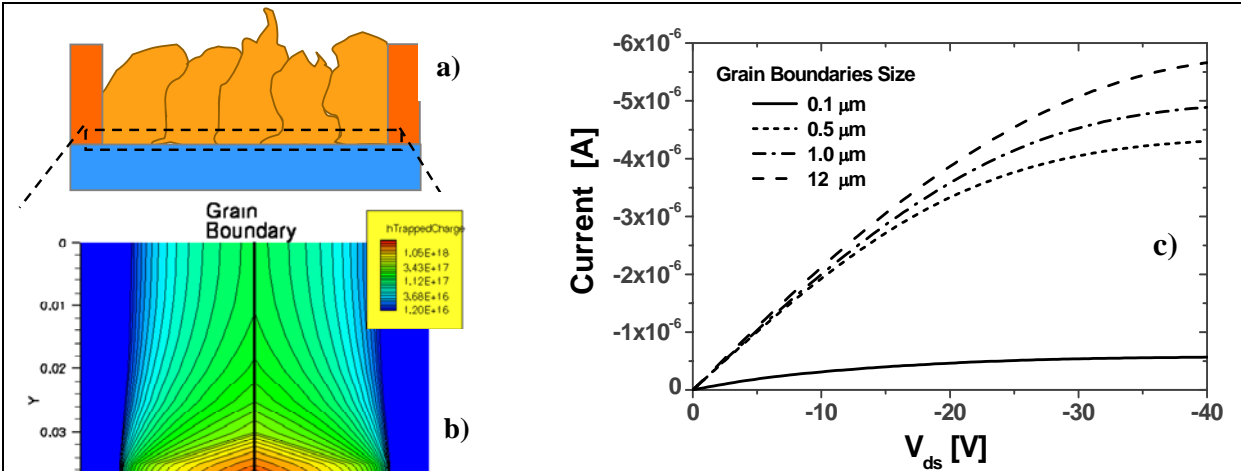 a)
Grain
Boundary
hTrappedCharge
1.05E+18
3.43E+17
1.12E+17
3.68E+16
1.20E+16
0
0.01
0.02
0.03
Y
b)
-6x10⁻⁶
-5x10⁻⁶
-4x10⁻⁶
-3x10⁻⁶
-2x10⁻⁶
-1x10⁻⁶
0
Current [A]
Grain Boundaries Size
0.1 μm
0.5 μm
1.0 μm
12 μm
c)
0
-10
-20
-30
-40
V_ds [V]